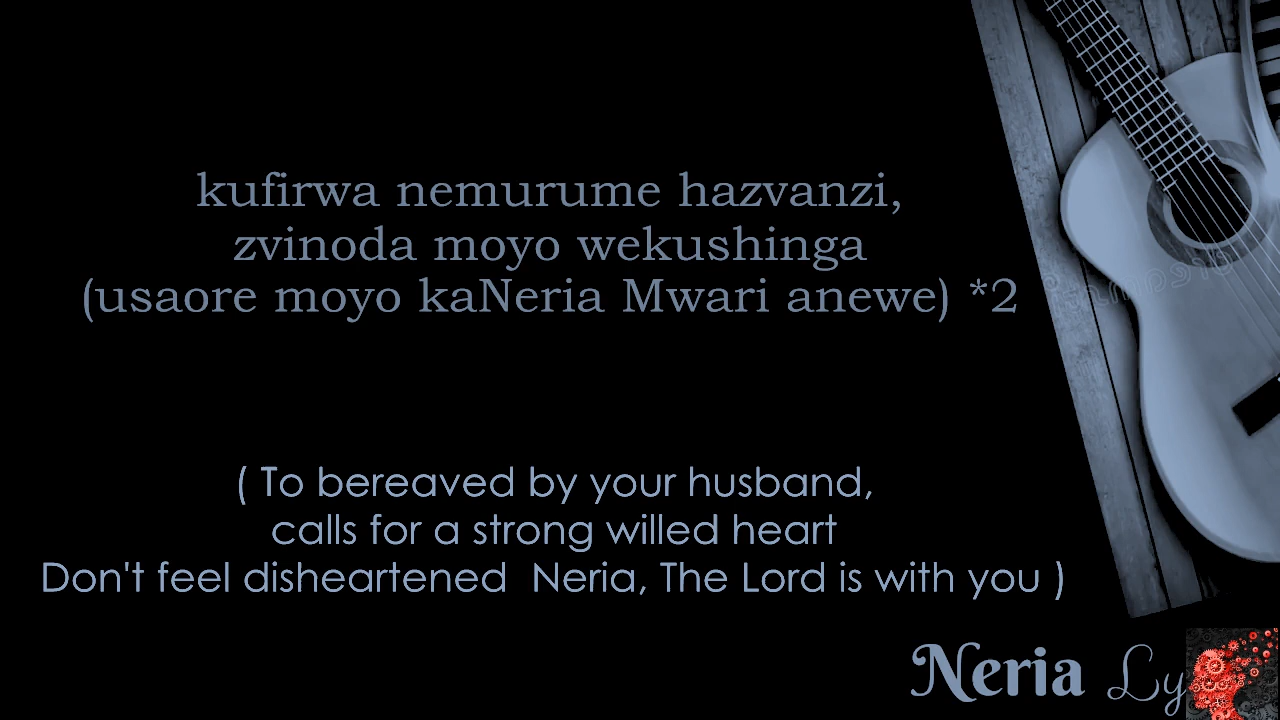 kufirwa nemurume hazvanzi,
zvinoda moyo wekushinga
(usaore moyo kaNeria Mwari anewe) *2
( To bereaved by your husband,
calls for a strong willed heart
Don't feel disheartened  Neria, The Lord is with you )
Neria Ly